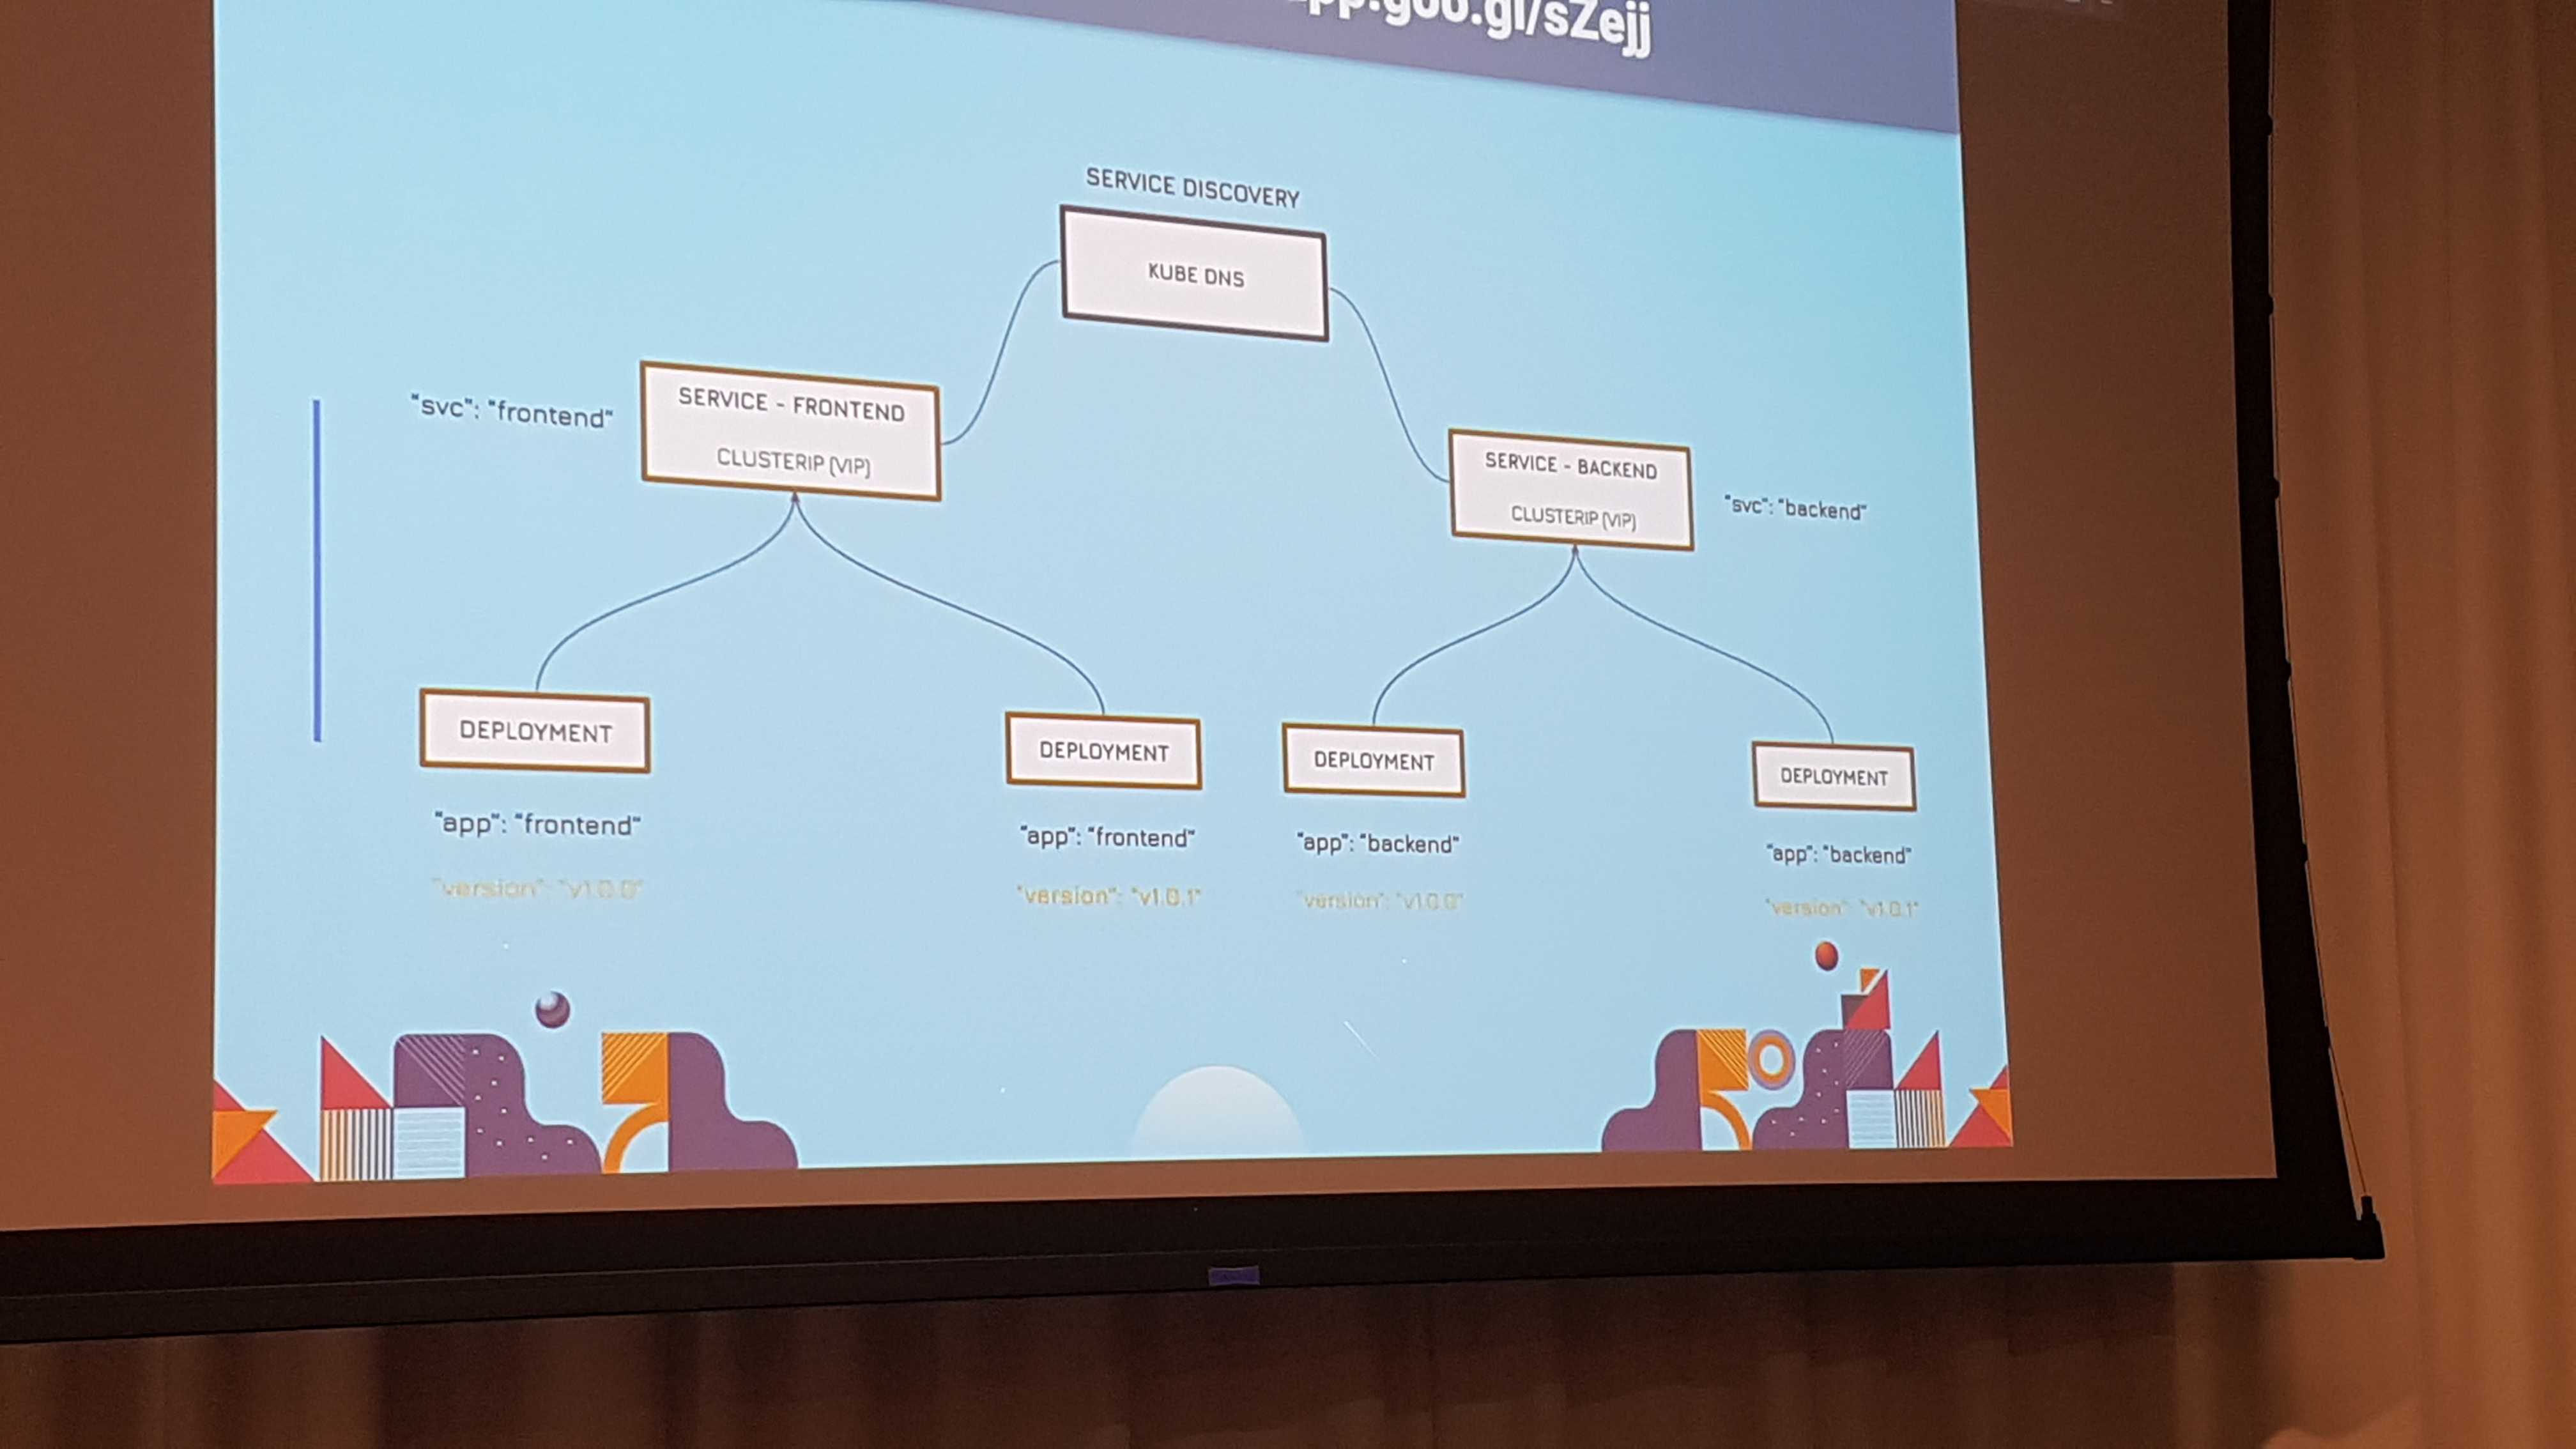 pp.goo.gl/sZejj
SERVICE DISCOVERY
KUBE DNS
"svc": "frontend"
SERVICE - FRONTEND
CLUSTERIP (VIP)
SERVICE - BACKEND
CLUSTERIP (VIP)
"svc": "backend"
DEPLOYMENT
"app": "frontend"
"version": "v1.0.0"
DEPLOYMENT
"app": "frontend"
"version": "v1.0.1"
DEPLOYMENT
"app": "backend"
"version": "v1.0.0"
DEPLOYMENT
"app": "backend"
"version": "v1.0.1"